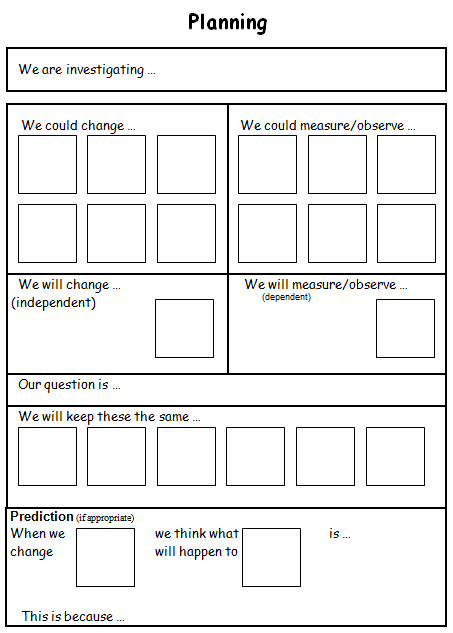 Planning
We are investigating ...
We could change ...
We could measure/observe ...
We will change ...
(independent)
We will measure/observe ...
(dependent)
Our question is ...
We will keep these the same ...
Prediction (if appropriate)
When we change
we think what will happen to
is ...
This is because ...